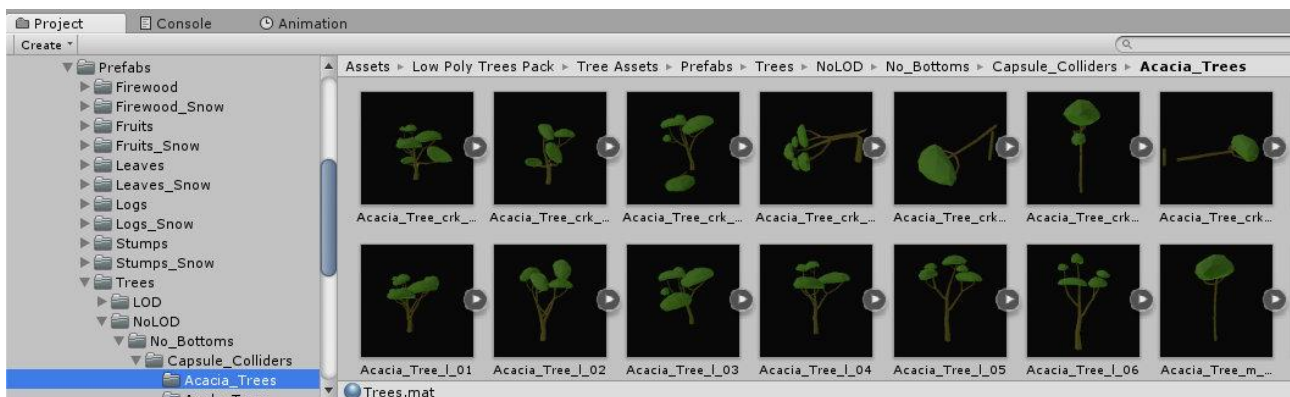 Project Console Animation
Create
Assets Low Poly Trees Pack Tree Assets Prefabs Trees NoLOD No_Bottoms Capsule_Colliders Acacia_Trees
Prefabs
Firewood
Firewood_Snow
Fruits
Fruits_Snow
Leaves
Leaves_Snow
Logs
Logs_Snow
Stumps
Stumps_Snow
Trees
LOD
NoLOD
No_Bottoms
Capsule_Colliders
Acacia_Trees
Acacia_Tree_crk_... Acacia_Tree_crk_... Acacia_Tree_crk_... Acacia_Tree_crk_... Acacia_Tree_crk... Acacia_Tree_crk... Acacia_Tree_crk...
Acacia_Tree_l_01 Acacia_Tree_l_02 Acacia_Tree_l_03 Acacia_Tree_l_04 Acacia_Tree_l_05 Acacia_Tree_l_06 Acacia_Tree_m_...
Trees.mat